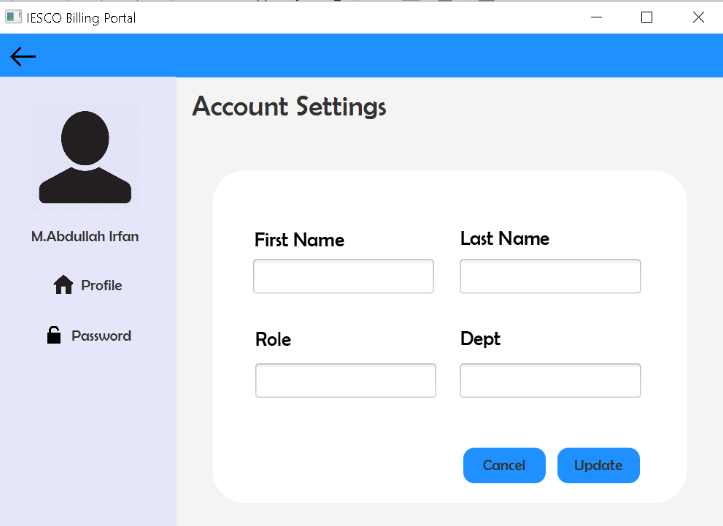 IESCO Billing Portal
Account Settings
M.Abdullah Irfan
Profile
Password
First Name
Last Name
Role
Dept
Cancel
Update